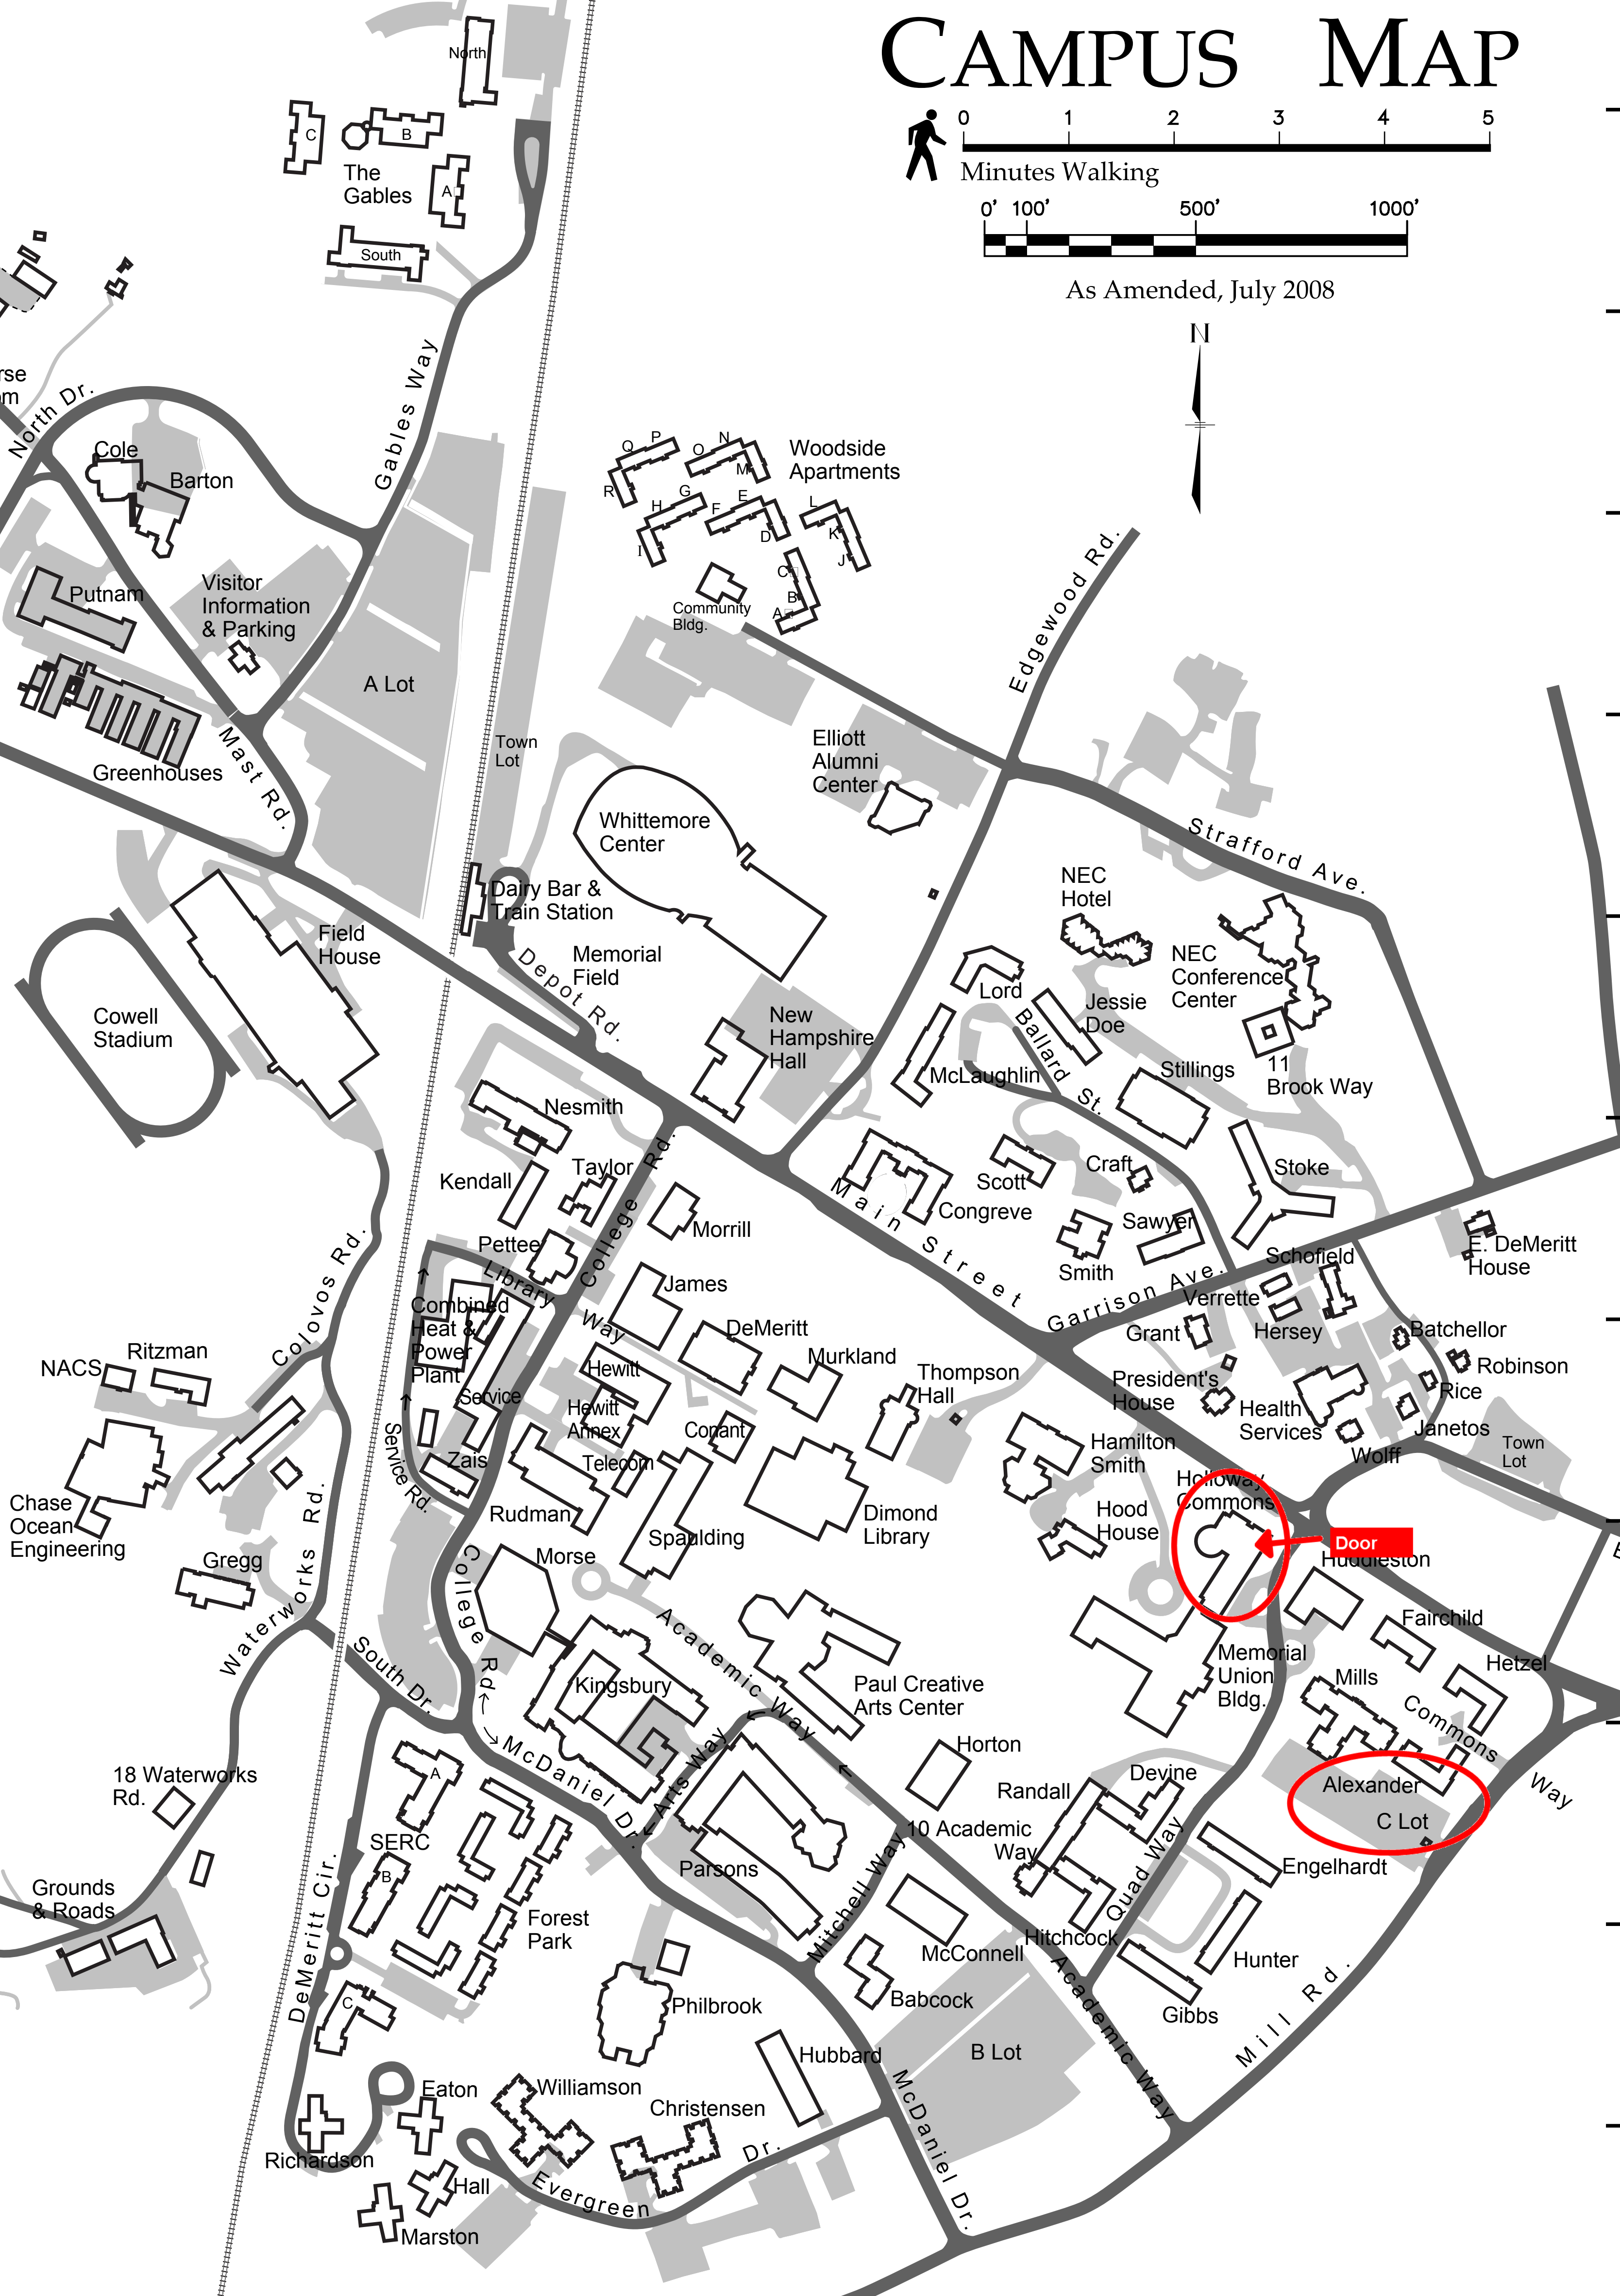 CAMPUS MAP
0 1 2 3 4 5
Minutes Walking
0' 100' 500' 1000'
As Amended, July 2008
N
North
C
B
The
Gables
A
South
Gables Way
North Dr.
Cole
Barton
Putnam
Visitor
Information
& Parking
A Lot
Greenhouses
Mast Rd.
Town
Lot
Q
P
O
N
M
R
H
G
F
E
D
I
L
K
J
C
B
A
Woodside
Apartments
Community
Bldg.
Edgewood Rd.
Elliott
Alumni
Center
Strafford Ave.
Whittemore
Center
Dairy Bar &
Train Station
Memorial
Field
Depot Rd.
Field
House
Cowell
Stadium
New
Hampshire
Hall
NEC
Hotel
NEC
Conference
Center
Lord
Jessie
Doe
Ballard St.
McLaughlin
Stillings
11
Brook Way
Nesmith
Kendall
Taylor
College Rd.
Morrill
Pettee
Library Way
Main Street
Congreve
Scott
Craft
Sawyer
Smith
Stoke
Garrison Ave.
Schofield
E. DeMeritt
House
Verrette
Grant
Hersey
Batchellor
Robinson
Rice
Janetos
President's
House
Health
Services
Wolff
Town
Lot
Colovos Rd.
NACS
Ritzman
Combined
Heat &
Power
Plant
Service
Service Rd.
Zais
James
DeMeritt
Hewitt
Hewitt
Annex
Murkland
Thompson
Hall
Conant
Telecom
Rudman
Spaulding
Dimond
Library
Hamilton
Smith
Hood
House
Holloway
Commons
Door
Huddleston
Chase
Ocean
Engineering
Gregg
Waterworks Rd.
Morse
College Rd.
South Dr.
Academic Way
Kingsbury
Paul Creative
Arts Center
Memorial
Union
Bldg.
Fairchild
Hetzel
Mills
Commons Way
Alexander
C Lot
McDaniel Dr.
Arts Way
Horton
Randall
Devine
10 Academic
Way
Engelhardt
18 Waterworks
Rd.
SERC
A
B
C
DeMeritt Cir.
Grounds
& Roads
Forest
Park
Parsons
Mitchell Way
McConnell
Hitchcock
Quad Way
Hunter
Gibbs
Mill Rd.
Philbrook
Babcock
B Lot
Academic Way
Hubbard
McDaniel Dr.
Eaton
Williamson
Christensen
Richardson
Hall
Marston
Evergreen Dr.